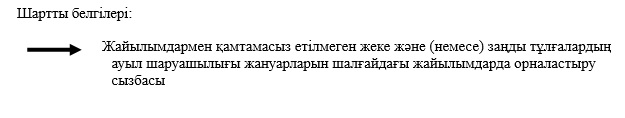 Шартты белгілері:
Жайылымдармен қамтамасыз етілмеген жеке және (немесе) заңды тұлғалардың
ауыл шаруашылығы жануарларын шалғайдағы жайылымдарда орналастыру
сызбасы